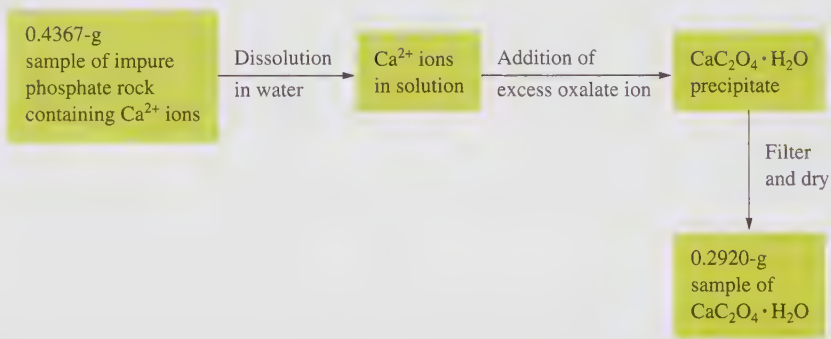 0.4367-g
sample of impure
phosphate rock
containing Ca²⁺ ions
Dissolution
in water
Ca²⁺ ions
in solution
Addition of
excess oxalate ion
CaC₂O₄ · H₂O
precipitate
Filter
and dry
0.2920-g
sample of
CaC₂O₄ · H₂O